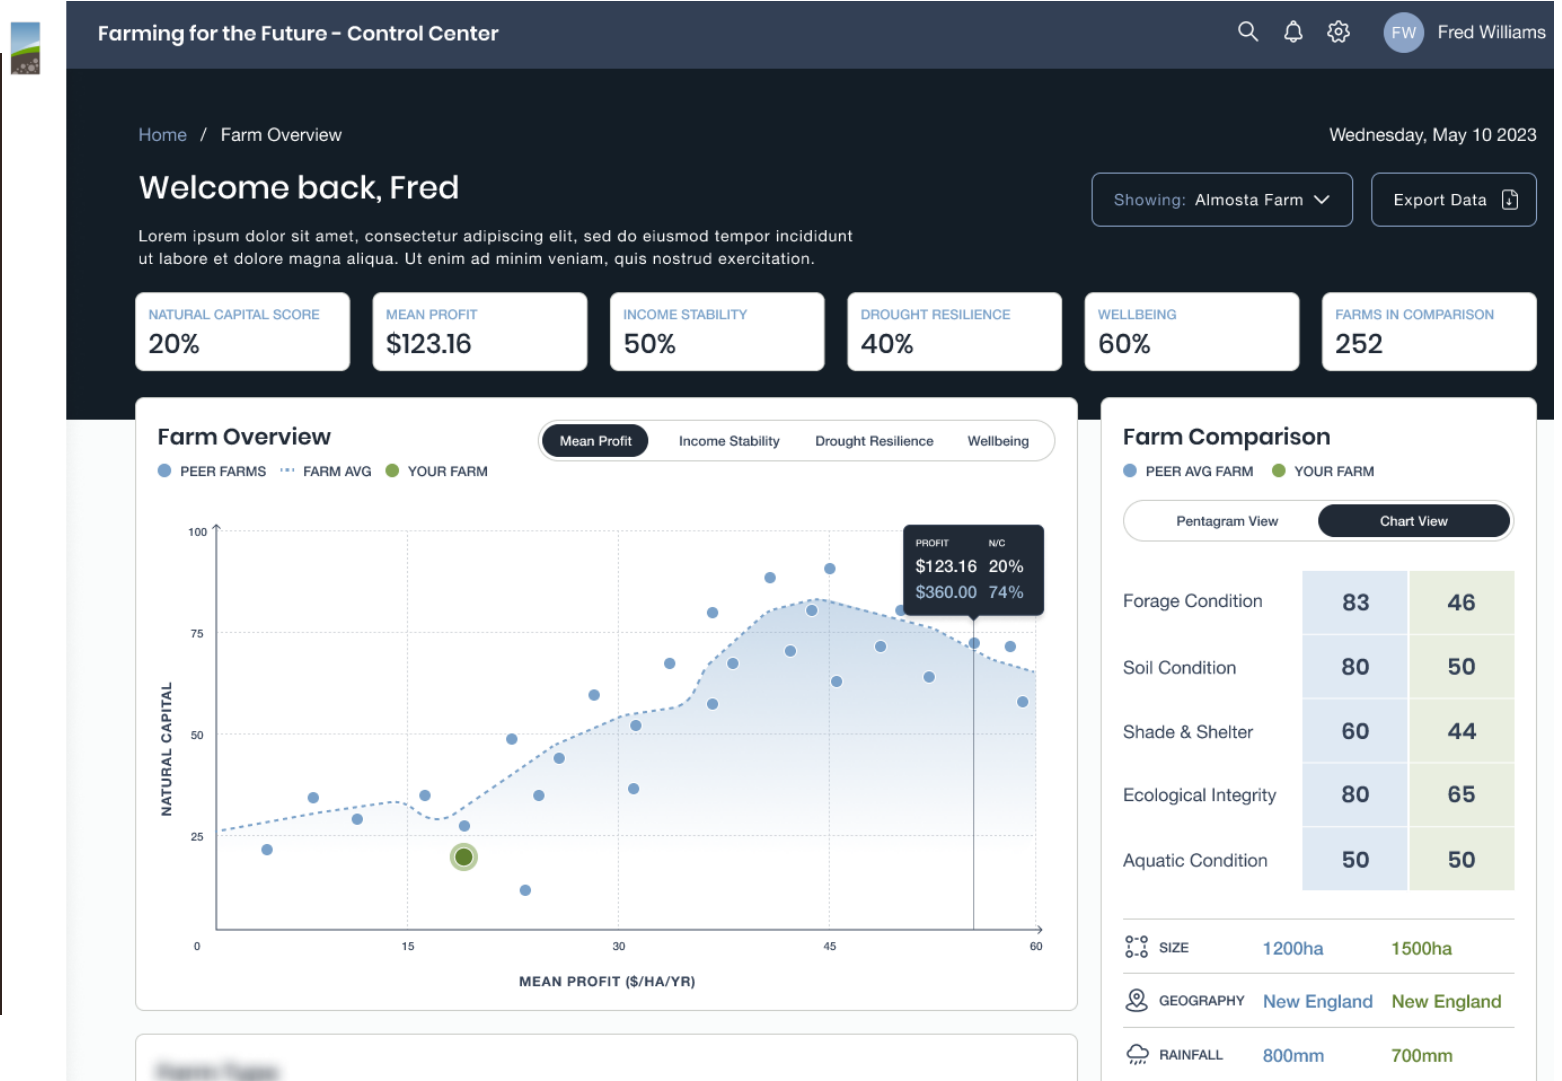 Farming for the Future - Control Center
FW Fred Williams
Home / Farm Overview
Wednesday, May 10 2023
Welcome back, Fred
Showing: Almosta Farm
Export Data
Lorem ipsum dolor sit amet, consectetur adipiscing elit, sed do eiusmod tempor incididunt
ut labore et dolore magna aliqua. Ut enim ad minim veniam, quis nostrud exercitation.
NATURAL CAPITAL SCORE
20%
MEAN PROFIT
$123.16
INCOME STABILITY
50%
DROUGHT RESILIENCE
40%
WELLBEING
60%
FARMS IN COMPARISON
252
Farm Overview
Mean Profit Income Stability Drought Resilience Wellbeing
PEER FARMS FARM AVG YOUR FARM
100
75
50
25
0 15 30 45 60
NATURAL CAPITAL
MEAN PROFIT ($/HA/YR)
PROFIT N/C
$123.16 20%
$360.00 74%
Farm Comparison
PEER AVG FARM YOUR FARM
Pentagram View Chart View
Forage Condition 83 46
Soil Condition 80 50
Shade & Shelter 60 44
Ecological Integrity 80 65
Aquatic Condition 50 50
SIZE 1200ha 1500ha
GEOGRAPHY New England New England
RAINFALL 800mm 700mm